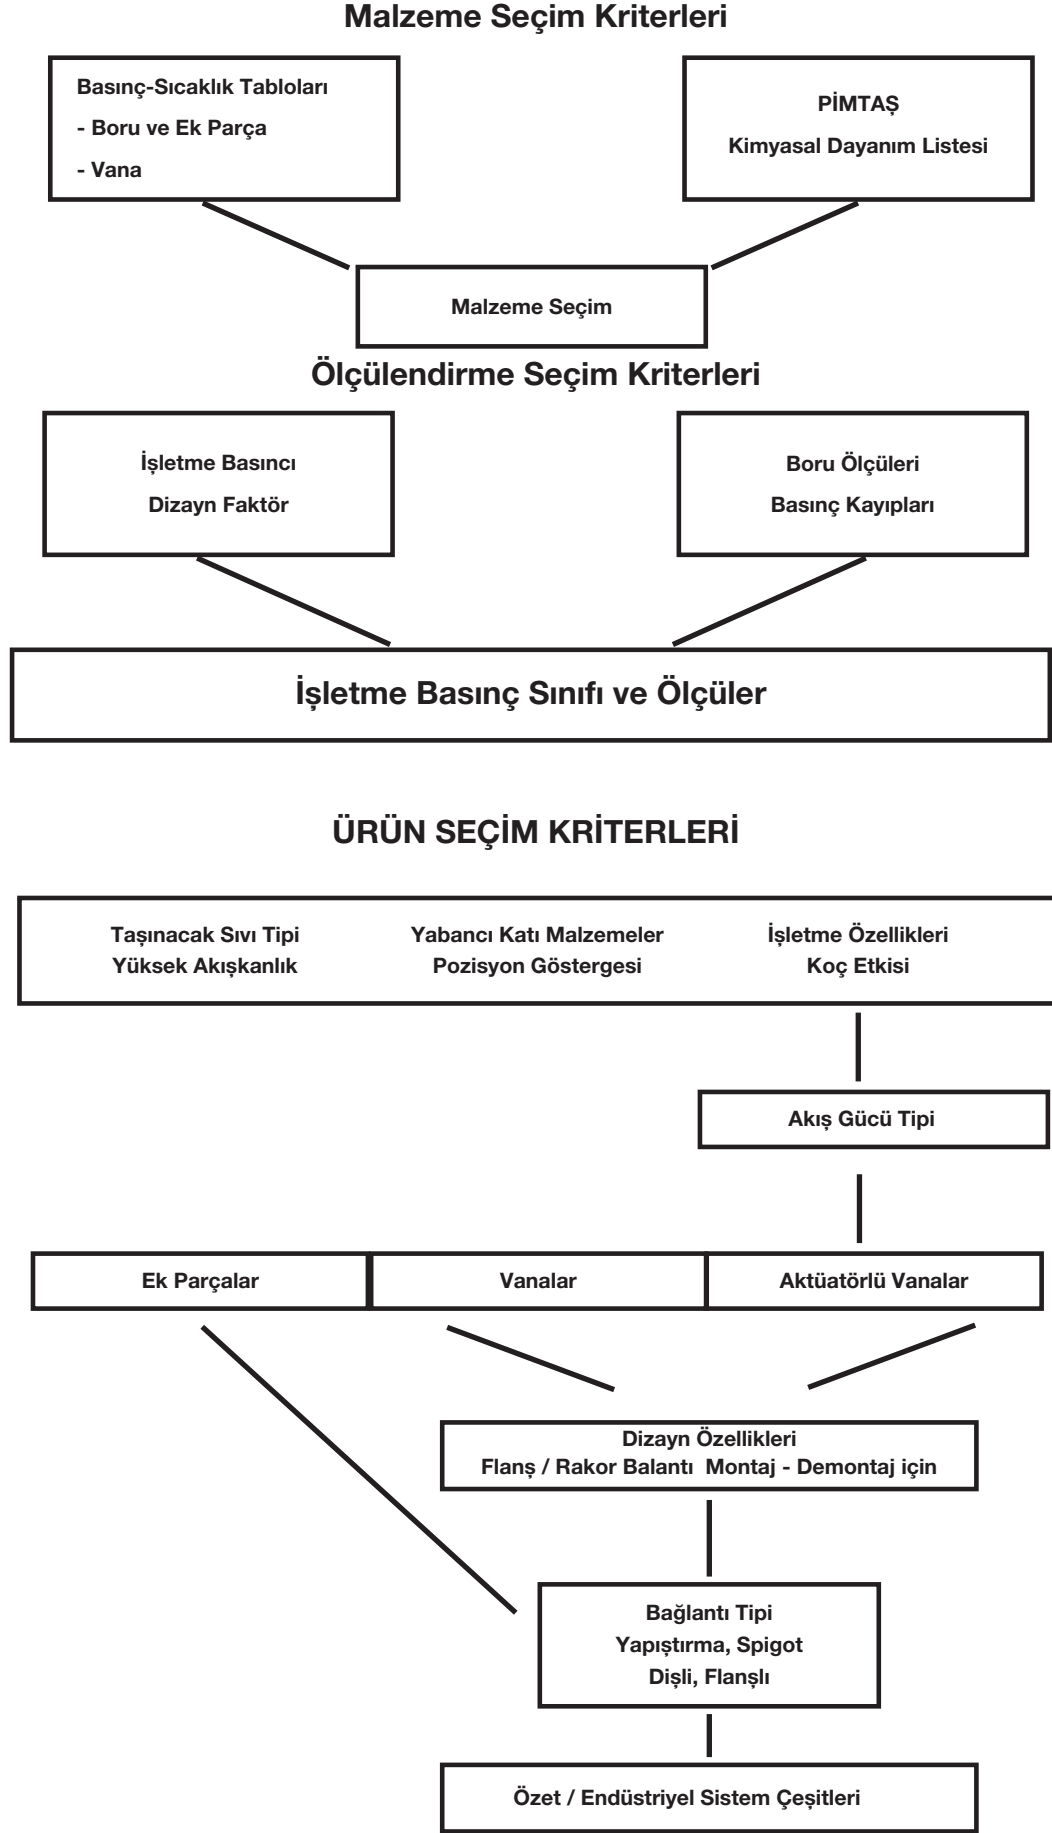 Malzeme Seçim Kriterleri
Basınç-Sıcaklık Tabloları
- Boru ve Ek Parça
- Vana
PİMTAŞ
Kimyasal Dayanım Listesi
Malzeme Seçim
Ölçülendirme Seçim Kriterleri
İşletme Basıncı
Dizayn Faktör
Boru Ölçüleri
Basınç Kayıpları
İşletme Basınç Sınıfı ve Ölçüler
ÜRÜN SEÇİM KRİTERLERİ
Taşınacak Sıvı Tipi
Yüksek Akışkanlık
Yabancı Katı Malzemeler
Pozisyon Göstergesi
İşletme Özellikleri
Koç Etkisi
Akış Gücü Tipi
Ek Parçalar
Vanalar
Aktüatörlü Vanalar
Dizayn Özellikleri
Flanş / Rakor Balantı  Montaj - Demontaj için
Bağlantı Tipi
Yapıştırma, Spigot
Dişli, Flanşlı
Özet / Endüstriyel Sistem Çeşitleri